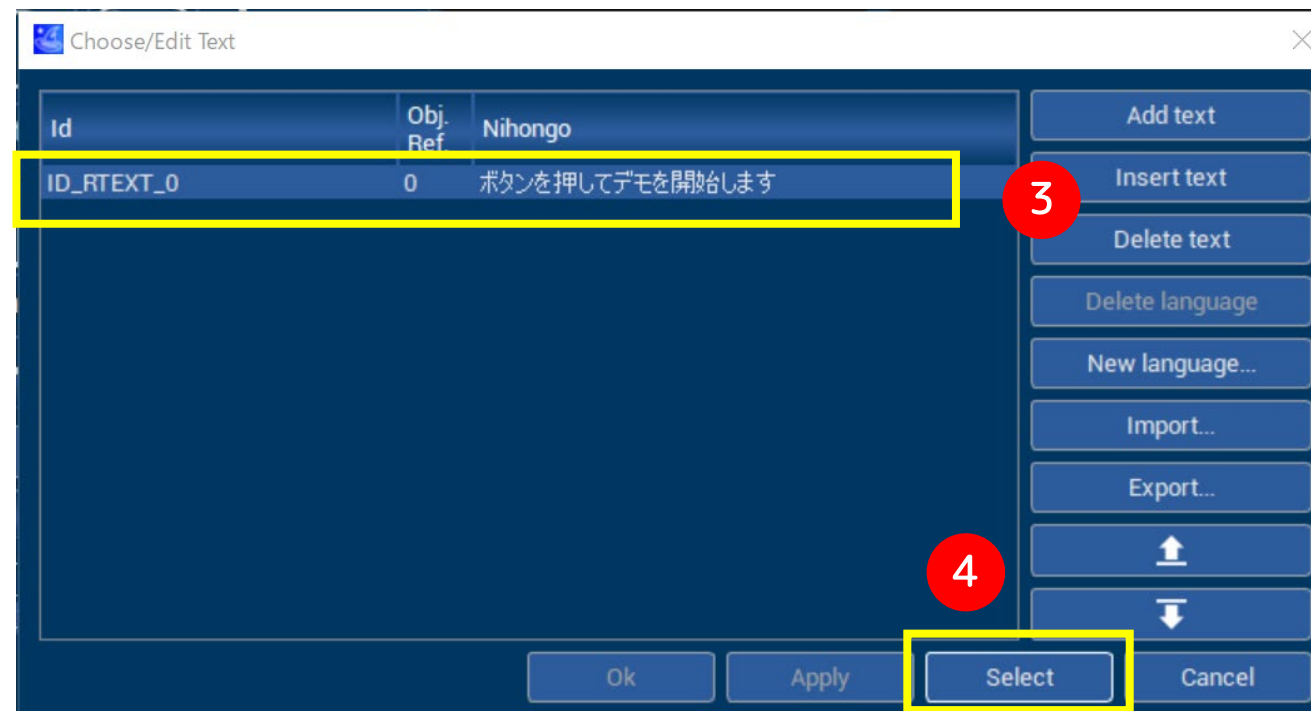 Choose/Edit Text
Id
Obj. Ref.
Nihongo
ID_RTEXT_0 0 ボタンを押してデモを開始します
3
Add text
Insert text
Delete text
Delete language
New language...
Import...
Export...
4
Ok
Apply
Select
Cancel